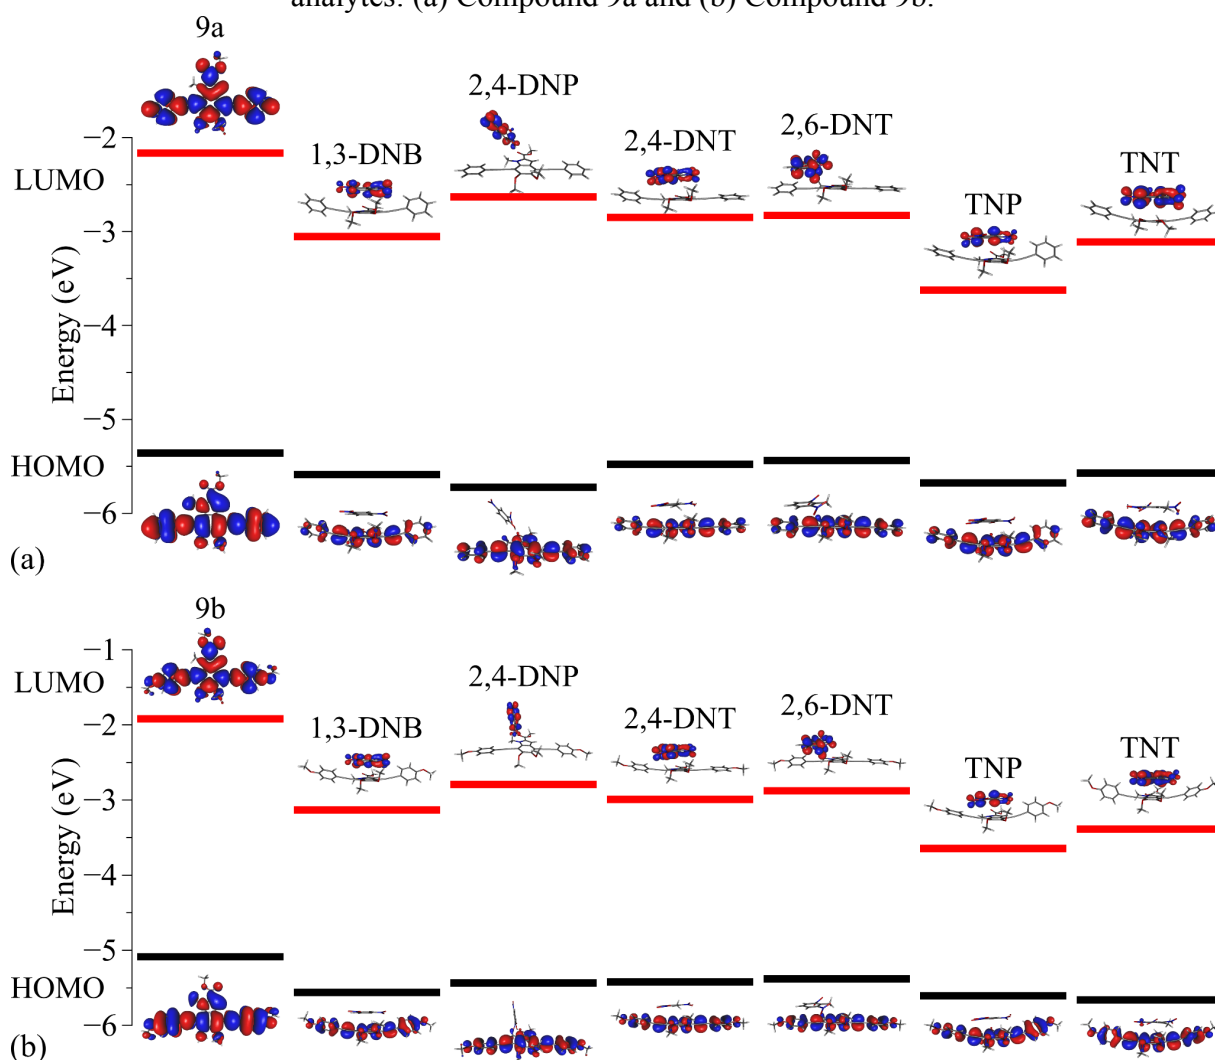 analytes: (a) Compound 9a and (b) Compound 9b.
9a
2,4-DNP
2,6-DNT
1,3-DNB
2,4-DNT
TNT
TNP
−2
LUMO
−3
Energy (eV)
−4
−5
HOMO
−6
(a)
9b
−1
LUMO
2,4-DNP
2,6-DNT
1,3-DNB
2,4-DNT
TNP
TNT
−2
−3
Energy (eV)
−4
−5
HOMO
−6
(b)